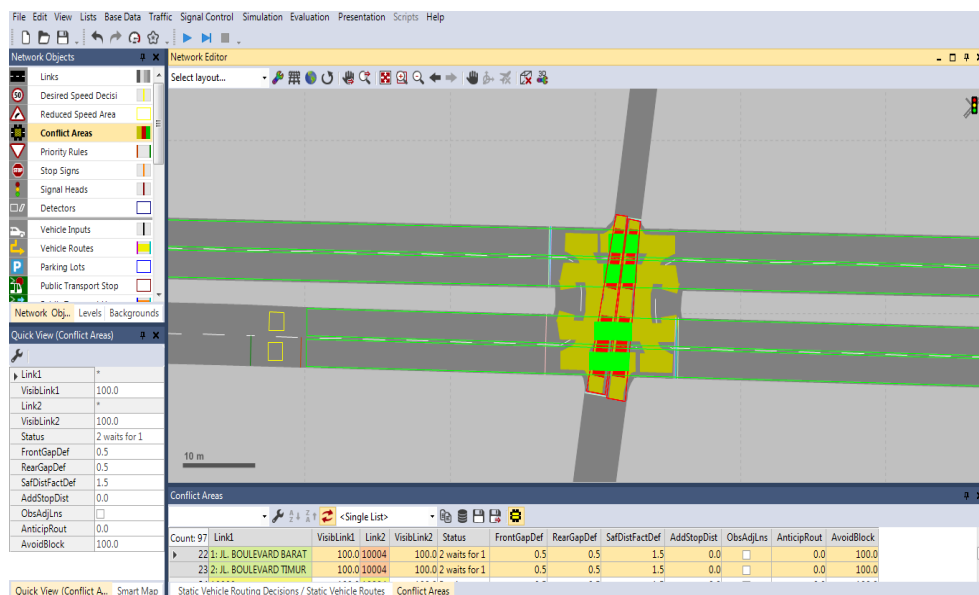 File Edit View Lists Base Data Traffic Signal Control Simulation Evaluation Presentation Scripts Help
Network Objects
Network Editor
Links
Select layout...
50 Desired Speed Decisi
Reduced Speed Area
Conflict Areas
Priority Rules
STOP Stop Signs
Signal Heads
Detectors
Vehicle Inputs
Vehicle Routes
P Parking Lots
Public Transport Stop
Network Obj... Levels Backgrounds
Quick View (Conflict Areas)
Link1 *
VisibLink1 100.0
Link2 *
VisibLink2 100.0
Status 2 waits for 1
FrontGapDef 0.5
RearGapDef 0.5
SafDistFactDef 1.5
AddStopDist 0.0
ObsAdjLns
AnticipRout 0.0
AvoidBlock 100.0
10 m
Conflict Areas
<Single List>
Count: 97 Link1 VisibLink1 Link2 VisibLink2 Status FrontGapDef RearGapDef SafDistFactDef AddStopDist ObsAdjLns AnticipRout AvoidBlock
22 1: JL. BOULEVARD BARAT 100.0 10004 100.0 2 waits for 1 0.5 0.5 1.5 0.0 0.0 100.0
23 2: JL. BOULEVARD TIMUR 100.0 10004 100.0 2 waits for 1 0.5 0.5 1.5 0.0 0.0 100.0
Quick View (Conflict A... Smart Map Static Vehicle Routing Decisions / Static Vehicle Routes Conflict Areas